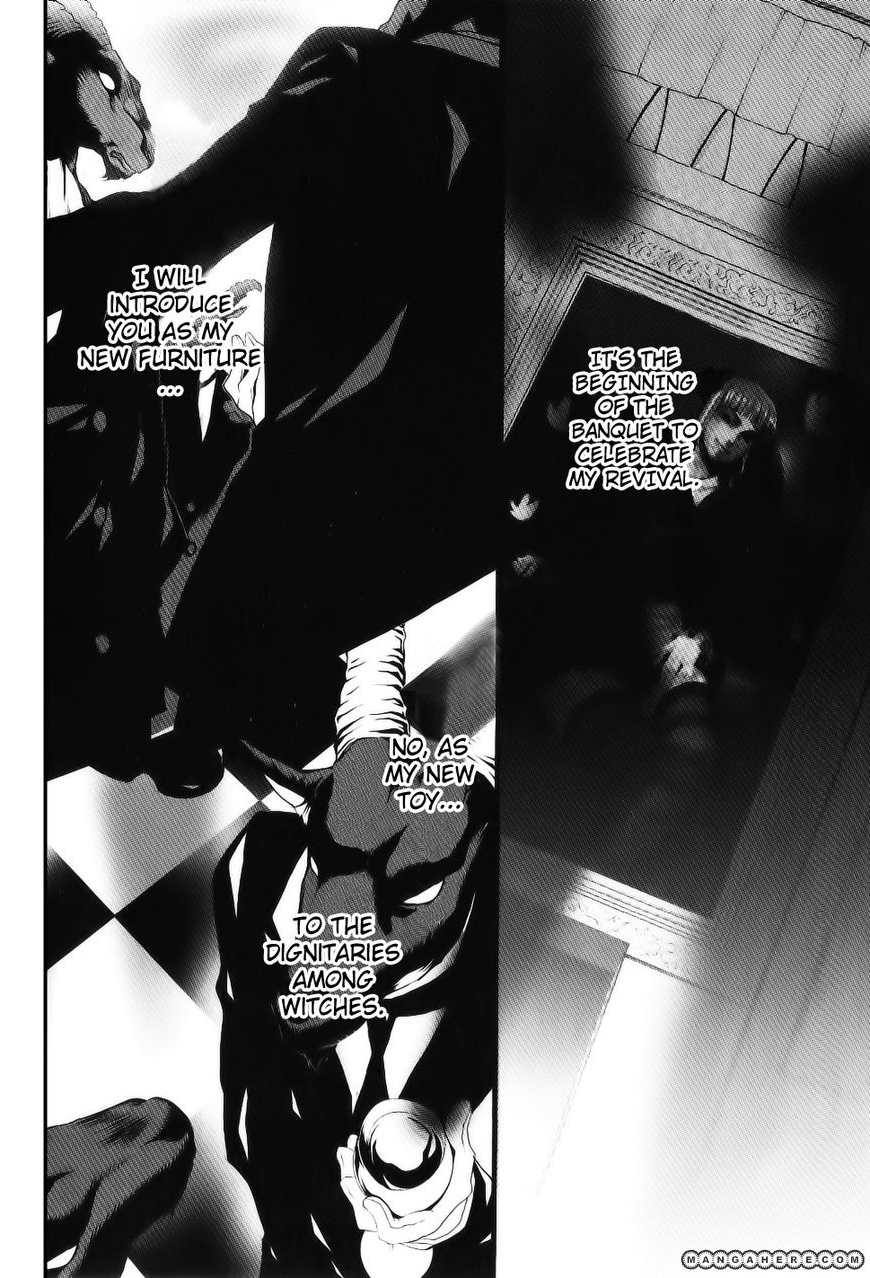 IT'S THE
BEGINNING
OF THE
BANQUET TO
CELEBRATE
MY REVIVAL.
I WILL
INTRODUCE
YOU AS MY
NEW FURNITURE
...
NO, AS
MY NEW
TOY...
TO THE
DIGNITARIES
AMONG
WITCHES.
MANGAHERE.COM